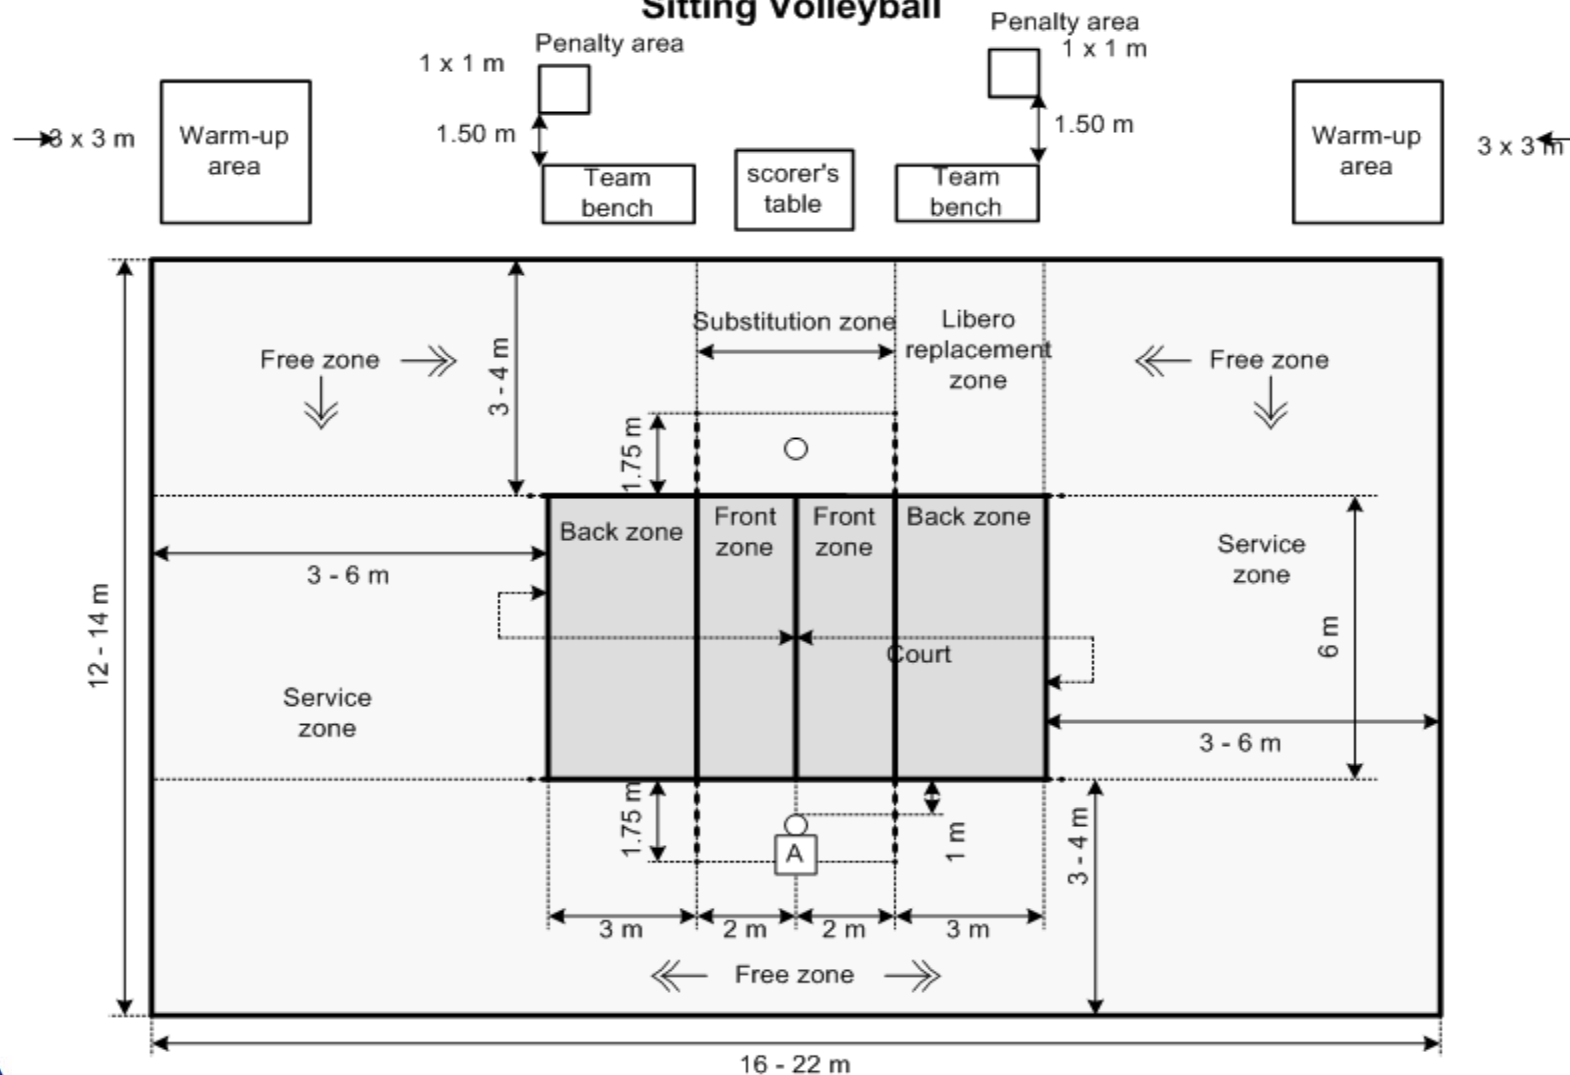 Sitting Volleyball
Penalty area
1 x 1 m
Penalty area
1 x 1 m
1.50 m
1.50 m
3 x 3 m
Warm-up
area
Team
bench
scorer's
table
Team
bench
Warm-up
area
3 x 3 m
Free zone
3 - 4 m
Substitution zone
Libero
replacement
zone
Free zone
1.75 m
Back zone
Front
zone
Front
zone
Back zone
3 - 6 m
Service
zone
12 - 14 m
Court
6 m
Service
zone
3 - 6 m
1.75 m
A
1 m
3 - 4 m
3 m
2 m
2 m
3 m
Free zone
16 - 22 m